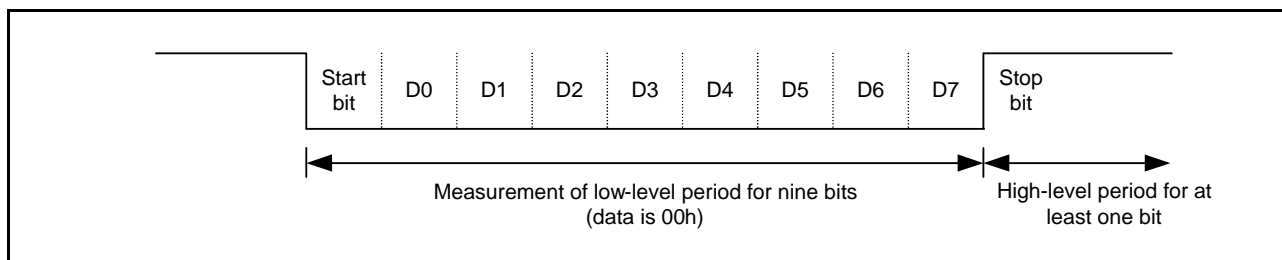 Start
bit
D0
D1
D2
D3
D4
D5
D6
D7
Stop
bit
Measurement of low-level period for nine bits
(data is 00h)
High-level period for at
least one bit